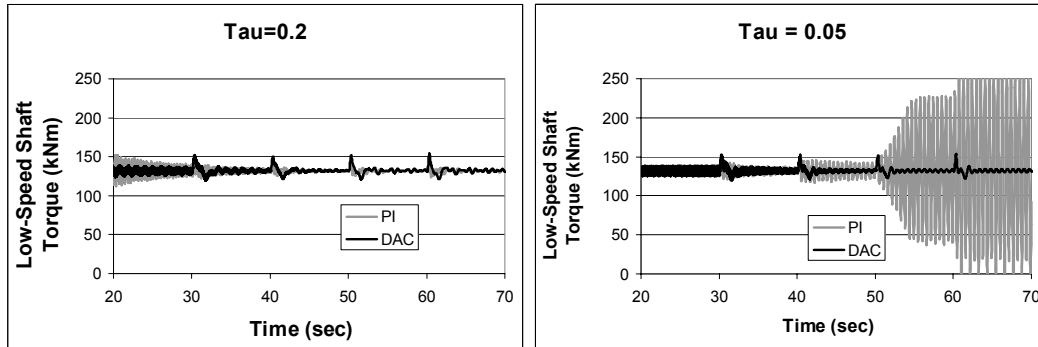 Tau=0.2
Low-Speed Shaft
Torque (kNm)
250
200
150
100
50
0
PI
DAC
20 30 40 50 60 70
Time (sec)
Tau = 0.05
Low-Speed Shaft
Torque (kNm)
250
200
150
100
50
0
PI
DAC
20 30 40 50 60 70
Time (sec)